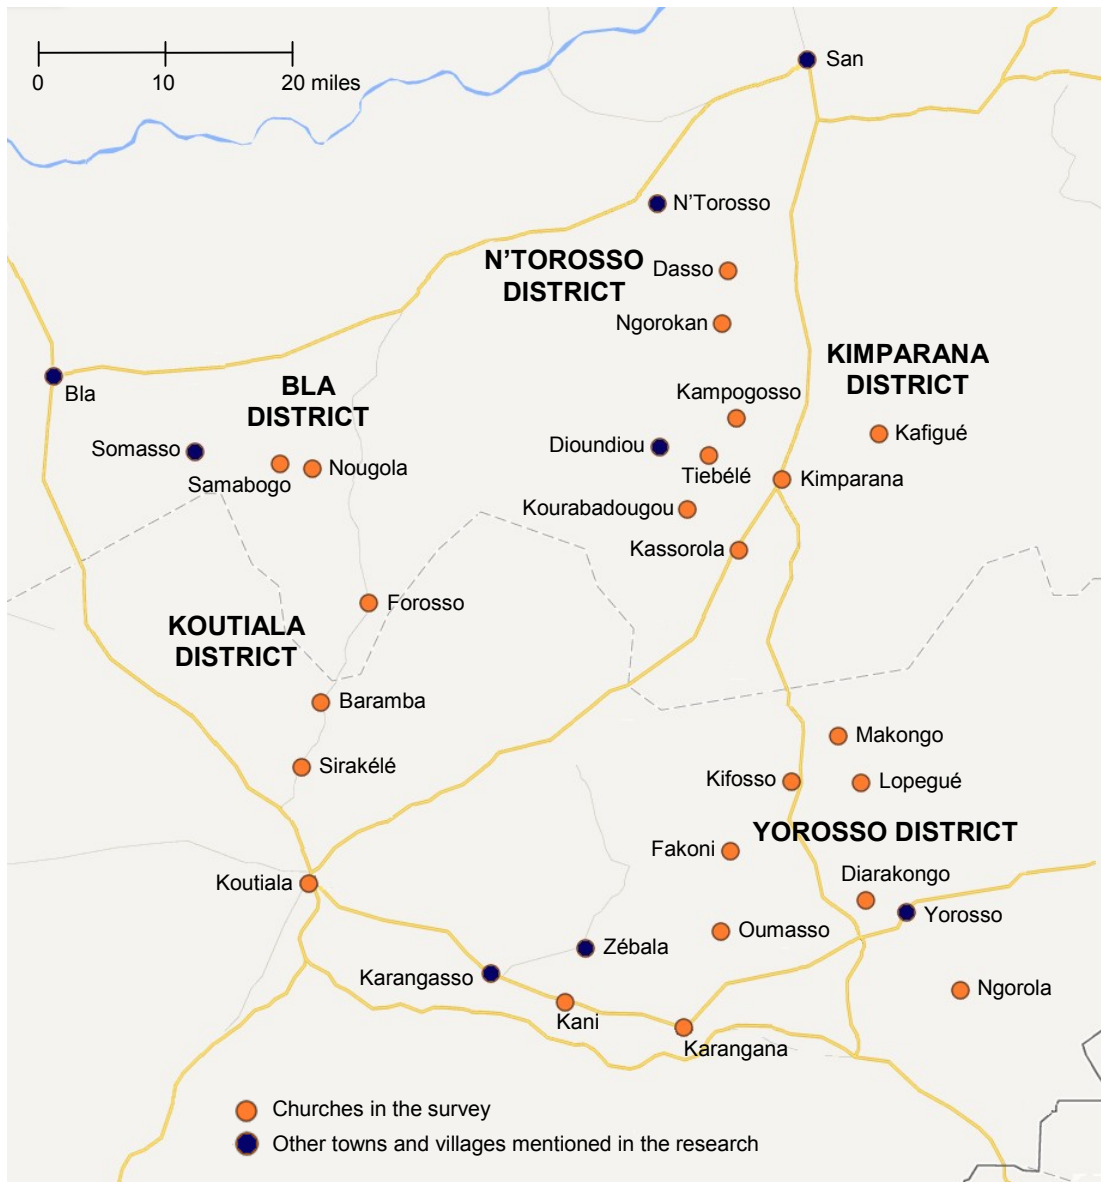 San
0 10 20 miles
N’Torosso
N’TOROSSO
DISTRICT
Dasso
Ngorokan
KIMPARANA
DISTRICT
Bla
BLA
DISTRICT
Kampogosso
Kafigué
Somasso
Dioundiou
Samabogo
Nougola
Tiebélé
Kimparana
Kourabadougou
Kassorola
Forosso
KOUTIALA
DISTRICT
Baramba
Makongo
Sirakélé
Kifosso
Lopegué
YOROSSO DISTRICT
Fakoni
Diarakongo
Koutiala
Yorosso
Oumasso
Zébala
Karangasso
Ngorola
Kani
Karangana
Churches in the survey
Other towns and villages mentioned in the research